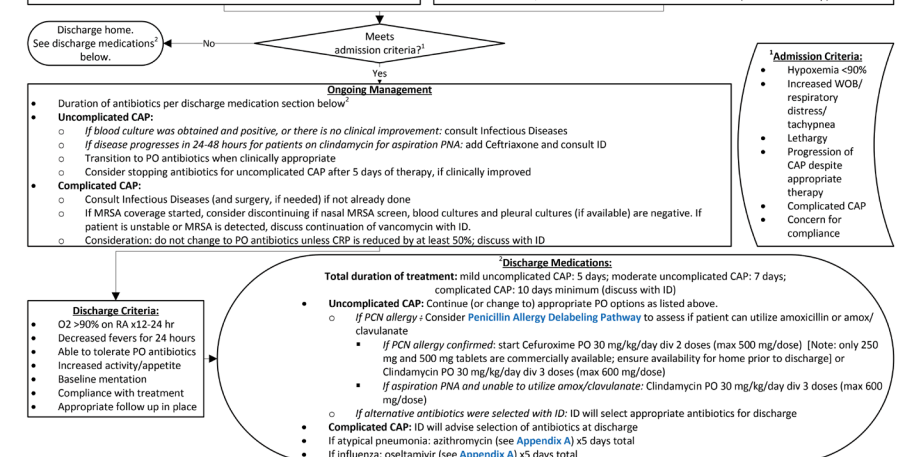 Meets
admission criteria?1
No
Discharge home.
See discharge medications2
below.
Yes
Ongoing Management
• Duration of antibiotics per discharge medication section below2
• Uncomplicated CAP:
o If blood culture was obtained and positive, or there is no clinical improvement: consult Infectious Diseases
o If disease progresses in 24-48 hours for patients on clindamycin for aspiration PNA: add Ceftriaxone and consult ID
o Transition to PO antibiotics when clinically appropriate
o Consider stopping antibiotics for uncomplicated CAP after 5 days of therapy, if clinically improved
• Complicated CAP:
o Consult Infectious Diseases (and surgery, if needed) if not already done
o If MRSA coverage started, consider discontinuing if nasal MRSA screen, blood cultures and pleural cultures (if available) are negative. If
patient is unstable or MRSA is detected, discuss continuation of vancomycin with ID.
o Consideration: do not change to PO antibiotics unless CRP is reduced by at least 50%; discuss with ID
1Admission Criteria:
• Hypoxemia <90%
• Increased WOB/
respiratory
distress/
tachypnea
• Lethargy
• Progression of
CAP despite
appropriate
therapy
• Complicated CAP
• Concern for
compliance
Discharge Criteria:
• O2 >90% on RA x12-24 hr
• Decreased fevers for 24 hours
• Able to tolerate PO antibiotics
• Increased activity/appetite
• Baseline mentation
• Compliance with treatment
• Appropriate follow up in place
2Discharge Medications:
Total duration of treatment: mild uncomplicated CAP: 5 days; moderate uncomplicated CAP: 7 days;
complicated CAP: 10 days minimum (discuss with ID)
• Uncomplicated CAP: Continue (or change to) appropriate PO options as listed above.
o If PCN allergy : Consider Penicillin Allergy Delabeling Pathway to assess if patient can utilize amoxicillin or amox/
clavulanate
▪ If PCN allergy confirmed: start Cefuroxime PO 30 mg/kg/day div 2 doses (max 500 mg/dose) [Note: only 250
mg and 500 mg tablets are commercially available; ensure availability for home prior to discharge] or
Clindamycin PO 30 mg/kg/day div 3 doses (max 600 mg/dose)
▪ If aspiration PNA and unable to utilize amox/clavulanate: Clindamycin PO 30 mg/kg/day div 3 doses (max 600
mg/dose)
o If alternative antibiotics were selected with ID: ID will select appropriate antibiotics for discharge
• Complicated CAP: ID will advise selection of antibiotics at discharge
• If atypical pneumonia: azithromycin (see Appendix A) x5 days total
• If influenza: oseltamivir (see Appendix A) x5 days total